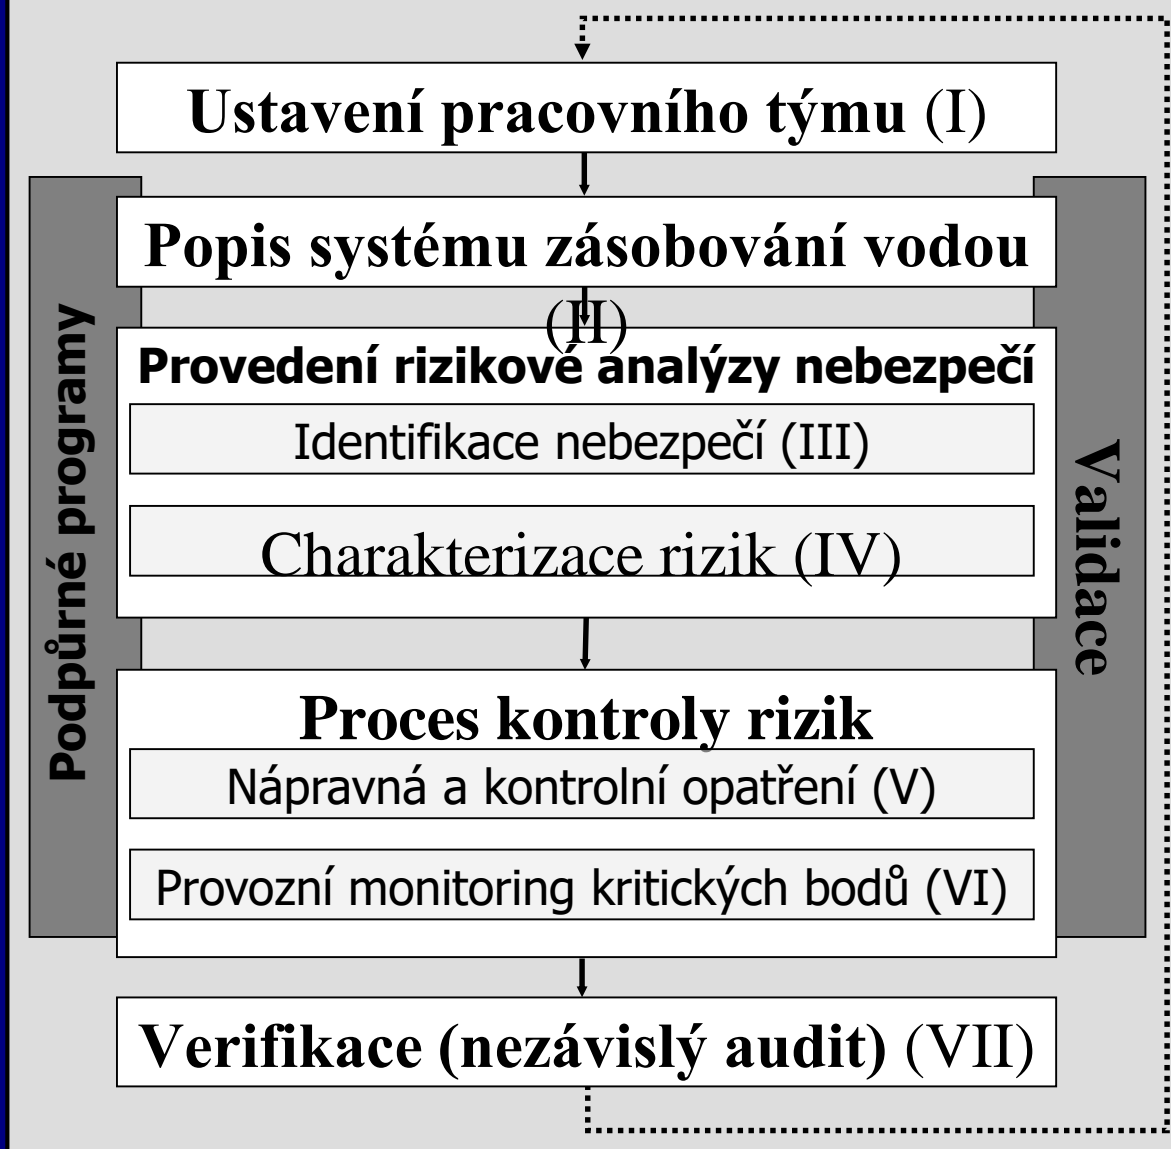 Ustavení pracovního týmu (I)
Popis systému zásobování vodou
(II)
Provedení rizikové analýzy nebezpečí
Identifikace nebezpečí (III)
Charakterizace rizik (IV)
Proces kontroly rizik
Nápravná a kontrolní opatření (V)
Provozní monitoring kritických bodů (VI)
Verifikace (nezávislý audit) (VII)
Podpůrné programy
Validace